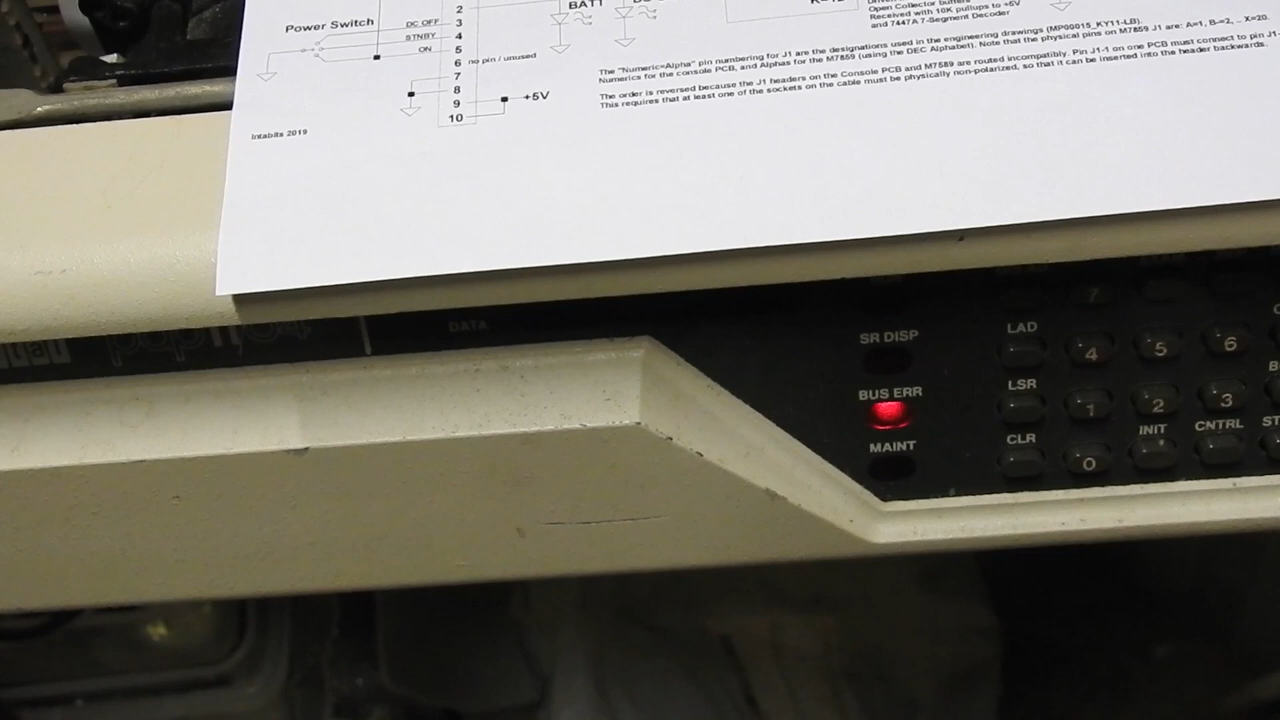 2
BATT
Power Switch
DC OFF
3
STNBY
4
ON
5
6 no pin / unused
7
8
9
+5V
10
Intabits 2019
Open Collector buffers
Received with 10K pullups to +5V
and 7447A 7-Segment Decoder
The "Numeric=Alpha" pin numbering for J1 are the designations used in the engineering drawings (MP00015_KY11-LB).
Numerics for the console PCB, and Alphas for the M7859 (using the DEC Alphabet). Note that the physical pins on M7859 J1 are: A=1, B=2, .. X=20.
The order is reversed because the J1 headers on the Console PCB and M7589 are routed incompatibly. Pin J1-1 on one PCB must connect to pin J1-
This requires that at least one of the sockets on the cable must be physically non-polarized, so that it can be inserted into the header backwards.
pdp11/04
DATA
SR DISP
BUS ERR
MAINT
7
LAD 4 5 6
LSR 1 2 3
CLR 0 INIT CNTRL